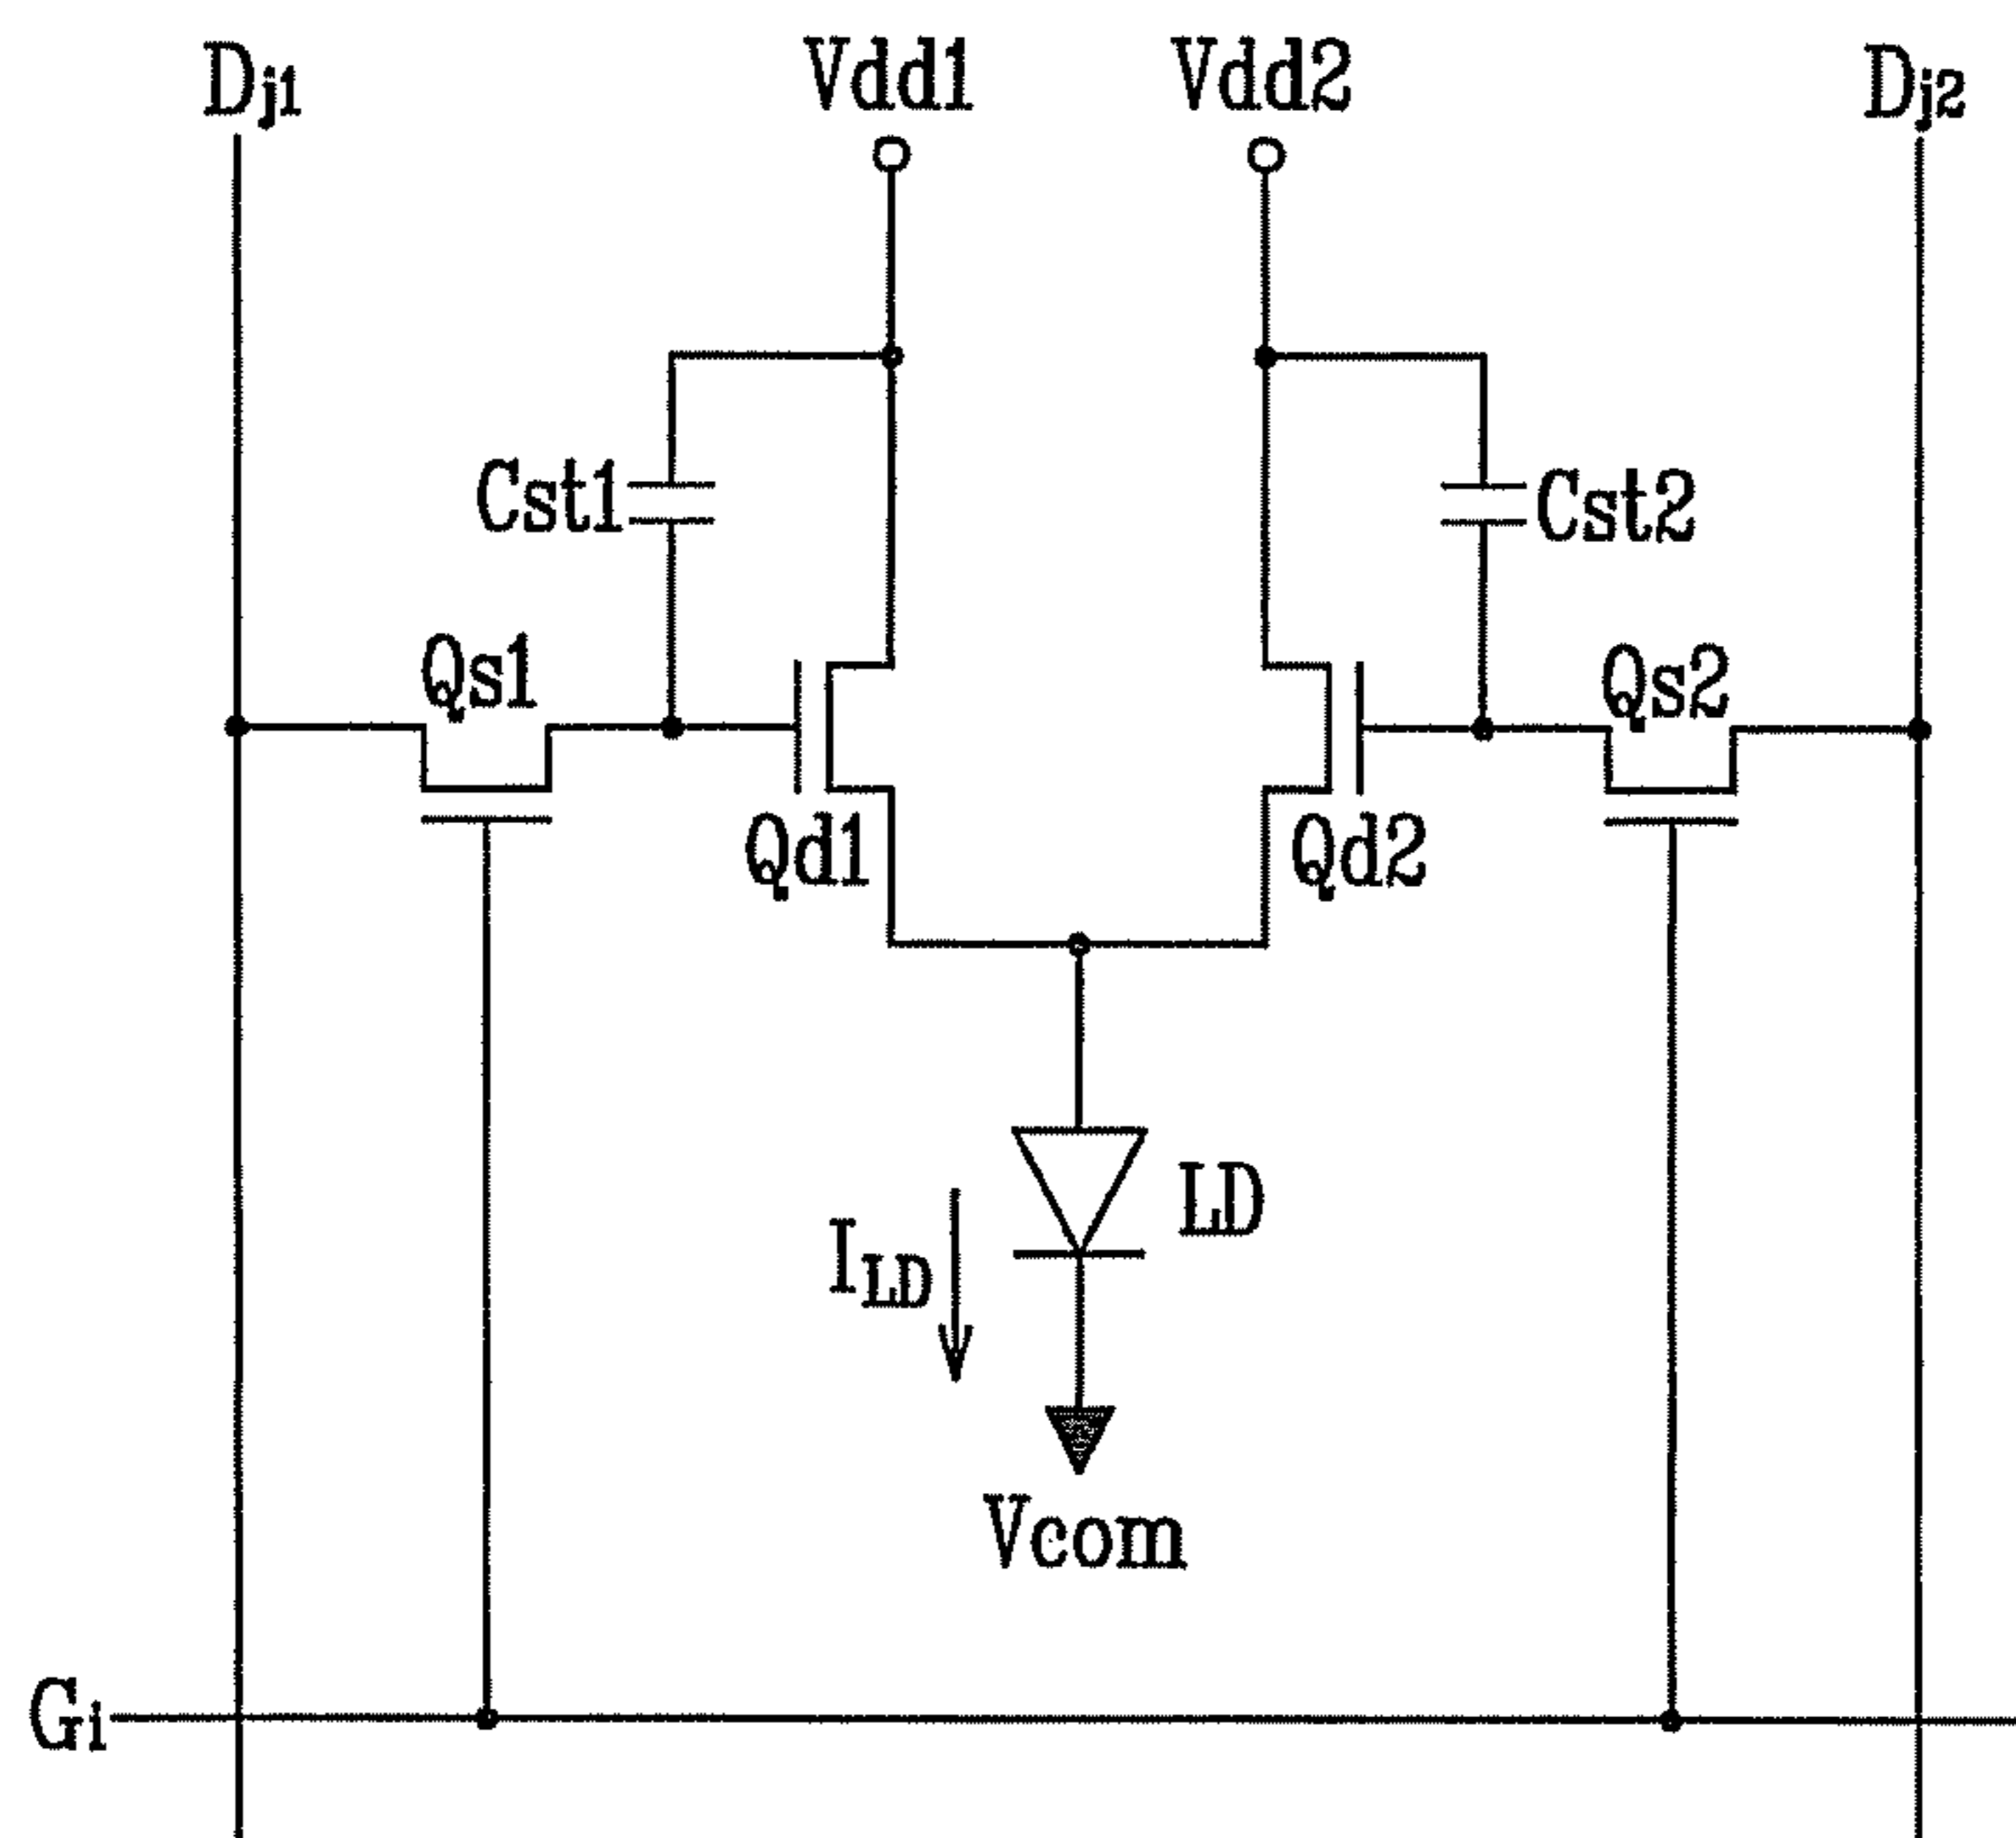 Dj1
Vdd1
Vdd2
Dj2
Cst1
Cst2
Qs1
Qs2
Qd1
Qd2
LD
ILD
Vcom
Gi